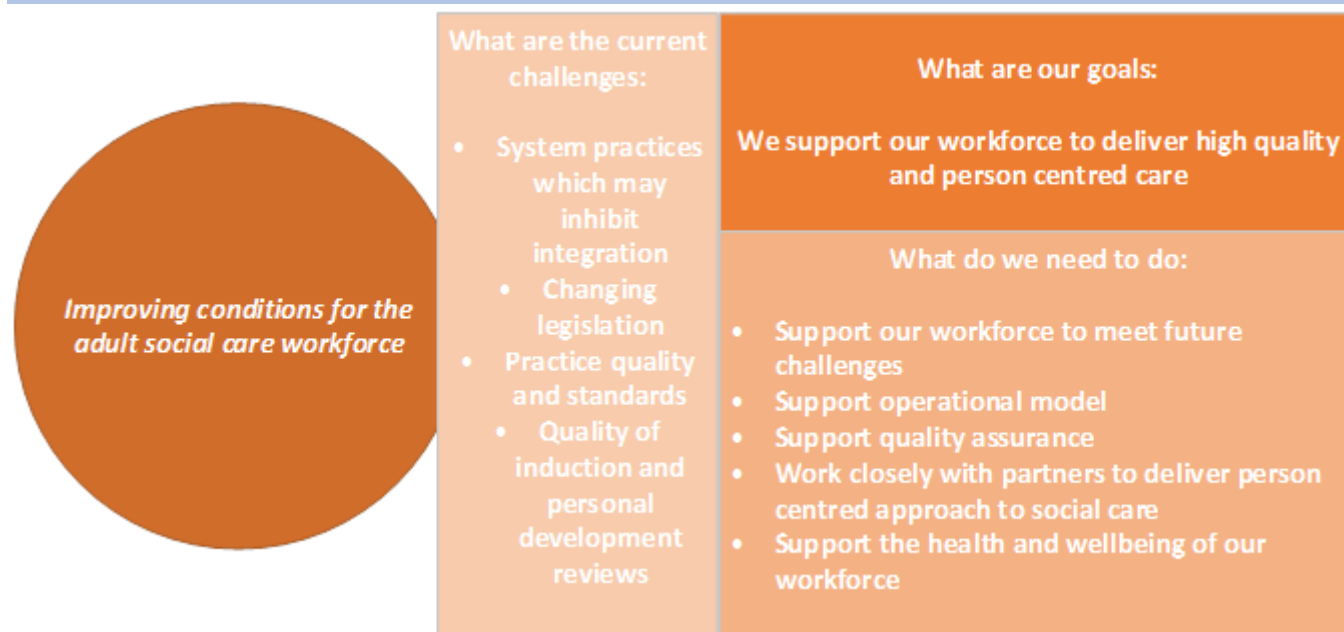 Improving conditions for the
adult social care workforce
What are the current
challenges:
• System practices
which may
inhibit
integration
• Changing
legislation
• Practice quality
and standards
• Quality of
induction and
personal
development
reviews
What are our goals:
We support our workforce to deliver high quality
and person centred care
What do we need to do:
• Support our workforce to meet future
challenges
• Support operational model
• Support quality assurance
• Work closely with partners to deliver person
centred approach to social care
• Support the health and wellbeing of our
workforce